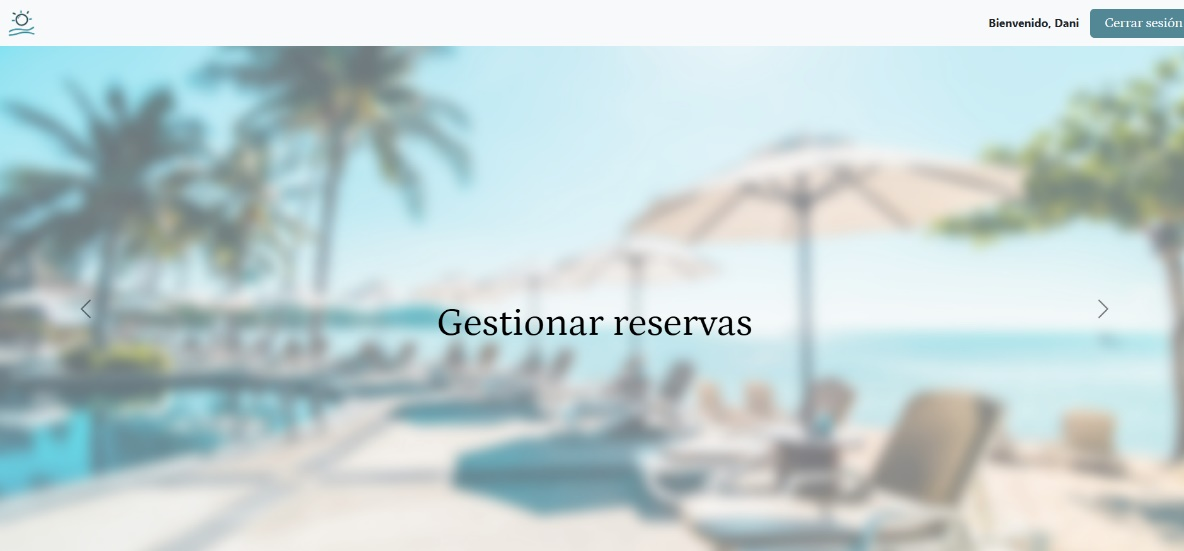 Bienvenido, Dani
Cerrar sesión
Gestionar reservas